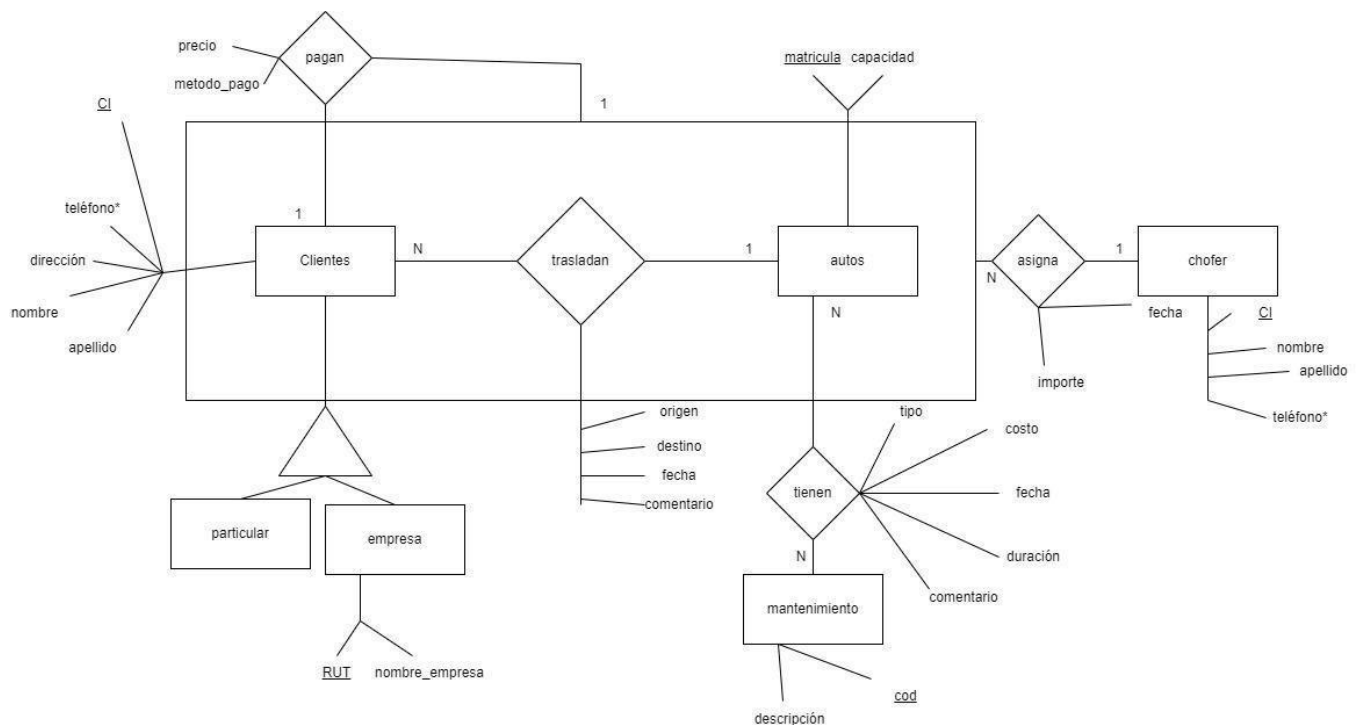 precio
pagan
metodo_pago
matricula
capacidad
CI
1
teléfono*
1
dirección
Clientes
N
trasladan
1
autos
N
asigna
1
chofer
nombre
N
fecha
CI
apellido
nombre
importe
apellido
origen
tipo
teléfono*
destino
costo
fecha
comentario
tienen
fecha
particular
empresa
N
duración
comentario
mantenimiento
RUT
nombre_empresa
cod
descripción